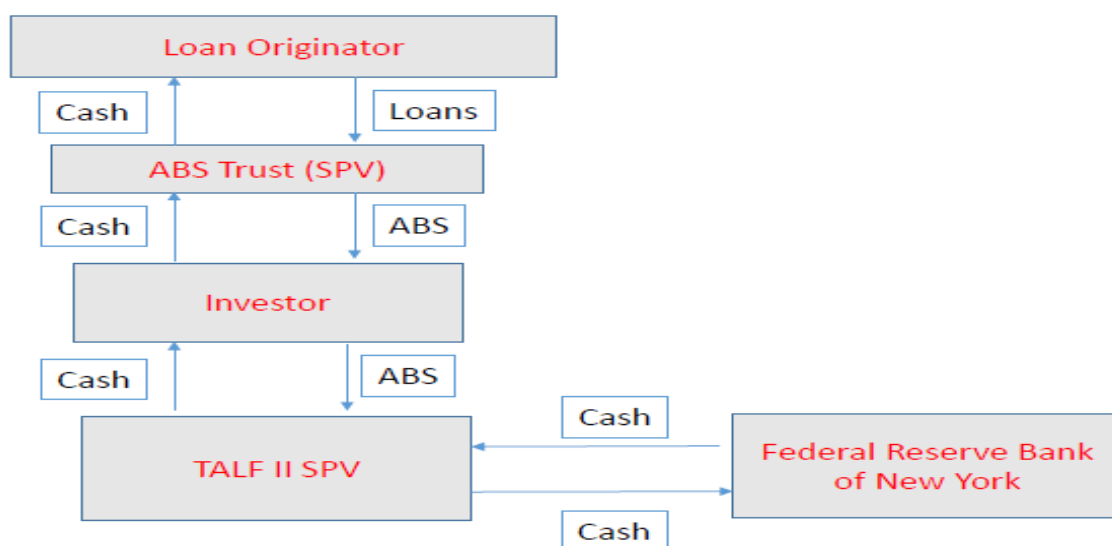 Loan Originator
Cash
Loans
ABS Trust (SPV)
Cash
ABS
Investor
Cash
ABS
Cash
TALF II SPV
Federal Reserve Bank
of New York
Cash